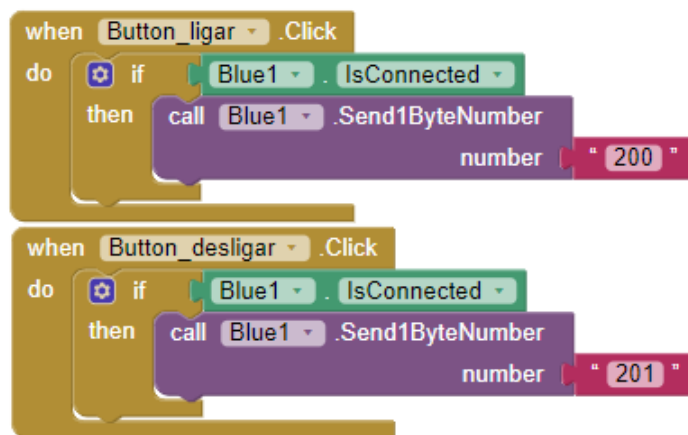 when Button_ligar .Click
do if Blue1 . IsConnected
then call Blue1 .Send1ByteNumber
number " 200 "
when Button_desligar .Click
do if Blue1 . IsConnected
then call Blue1 .Send1ByteNumber
number " 201 "